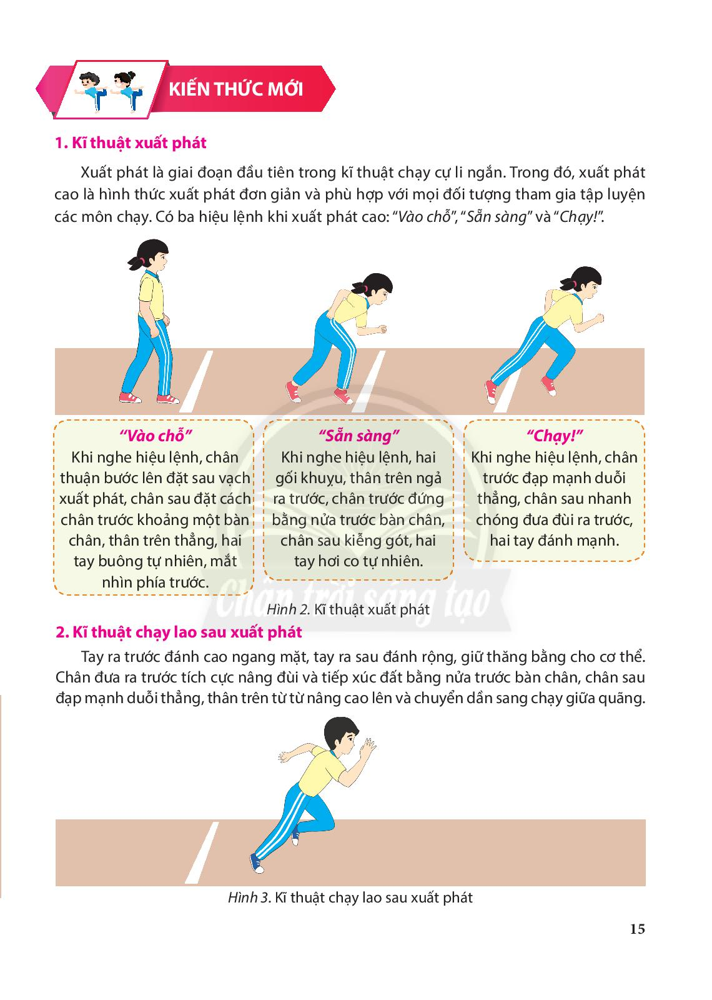 KIẾN THỨC MỚI
1. Kĩ thuật xuất phát
Xuất phát là giai đoạn đầu tiên trong kĩ thuật chạy cự li ngắn. Trong đó, xuất phát
cao là hình thức xuất phát đơn giản và phù hợp với mọi đối tượng tham gia tập luyện
các môn chạy. Có ba hiệu lệnh khi xuất phát cao: “Vào chỗ”, “Sẵn sàng” và “Chạy!”.
“Vào chỗ”
Khi nghe hiệu lệnh, chân
thuận bước lên đặt sau vạch
xuất phát, chân sau đặt cách
chân trước khoảng một bàn
chân, thân trên thẳng, hai
tay buông tự nhiên, mắt
nhìn phía trước.
“Sẵn sàng”
Khi nghe hiệu lệnh, hai
gối khuỵu, thân trên ngả
ra trước, chân trước đứng
bằng nửa trước bàn chân,
chân sau kiễng gót, hai
tay hơi co tự nhiên.
“Chạy!”
Khi nghe hiệu lệnh, chân
trước đạp mạnh duỗi
thẳng, chân sau nhanh
chóng đưa đùi ra trước,
hai tay đánh mạnh.
Chân trời sáng tạo
Hình 2. Kĩ thuật xuất phát
2. Kĩ thuật chạy lao sau xuất phát
Tay ra trước đánh cao ngang mặt, tay ra sau đánh rộng, giữ thăng bằng cho cơ thể.
Chân đưa ra trước tích cực nâng đùi và tiếp xúc đất bằng nửa trước bàn chân, chân sau
đạp mạnh duỗi thẳng, thân trên từ từ nâng cao lên và chuyển dần sang chạy giữa quãng.
Hình 3. Kĩ thuật chạy lao sau xuất phát
15